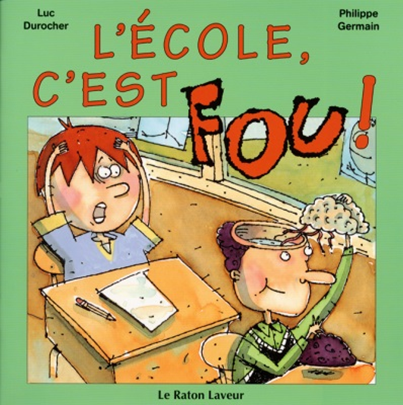 Luc
Durocher
Philippe
Germain
L'ÉCOLE,
C'EST
FOU!
Le Raton Laveur